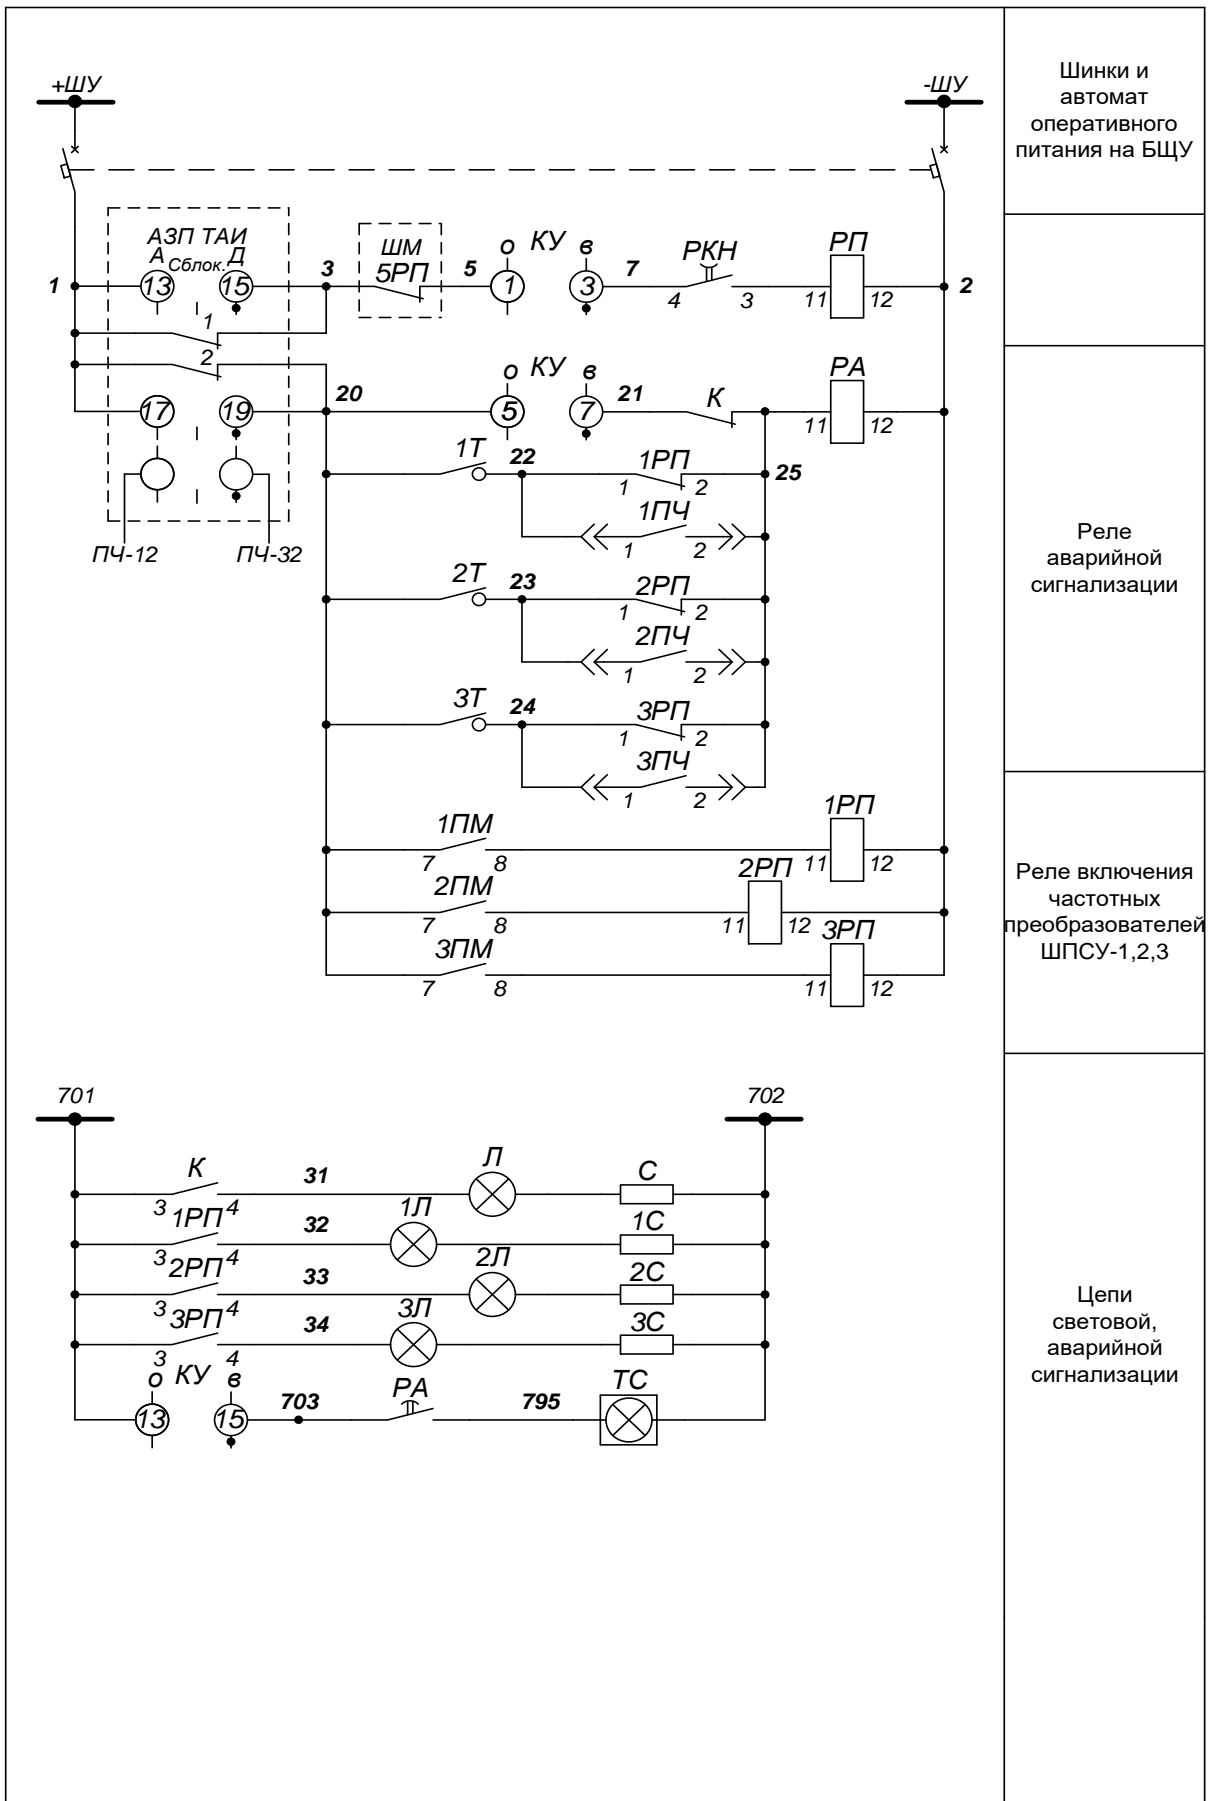 +ШУ
-ШУ
Шинки и
автомат
оперативного
питания на БЩУ
АЗП ТАИ
А Сблок. Д
13 15
1
2
17 19
ПЧ-12
ПЧ-32
1
3
ШМ
5РП
5
о КУ в
1 3
7
РКН
4 3
РП
11 12
2
20
о КУ в
5 7
21
К
РА
11 12
1Т
22
1РП
1 2
25
1ПЧ
1 2
2Т
23
2РП
1 2
2ПЧ
1 2
3Т
24
3РП
1 2
3ПЧ
1 2
Реле
аварийной
сигнализации
1ПМ
7 8
1РП
11 12
2ПМ
7 8
2РП
11 12
3ПМ
7 8
3РП
11 12
Реле включения
частотных
преобразователей
ШПСУ-1,2,3
701
702
К
3 4
31
Л
С
1РП
3 4
32
1Л
1С
2РП
3 4
33
2Л
2С
3РП
3 4
34
3Л
3С
о КУ в
13 15
703
РА
795
ТС
Цепи
световой,
аварийной
сигнализации